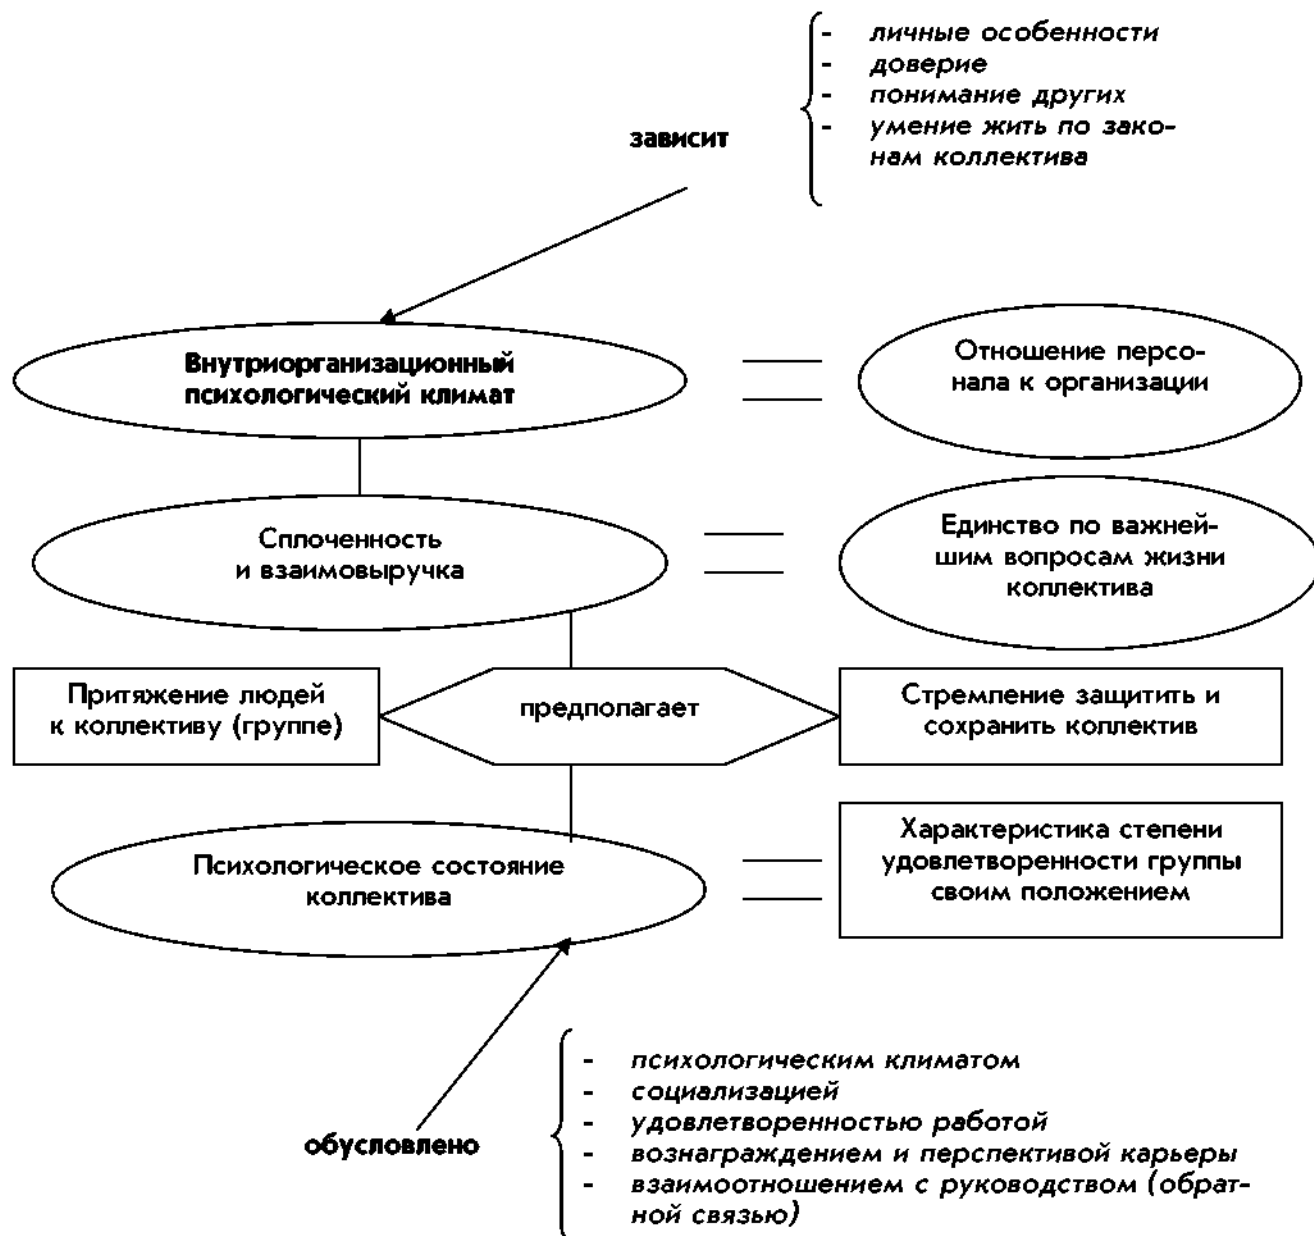 - личные особенности
- доверие
- понимание других
- умение жить по зако-
нам коллектива
зависит
Внутриорганизационный
психологический климат
Отношение персо-
нала к организации
Сплоченность
и взаимовыручка
Единство по важней-
шим вопросам жизни
коллектива
Притяжение людей
к коллективу (группе)
предполагает
Стремление защитить и
сохранить коллектив
Психологическое состояние
коллектива
Характеристика степени
удовлетворенности группы
своим положением
обусловлено
- психологическим климатом
- социализацией
- удовлетворенностью работой
- вознаграждением и перспективой карьеры
- взаимоотношением с руководством (обрат-
ной связью)